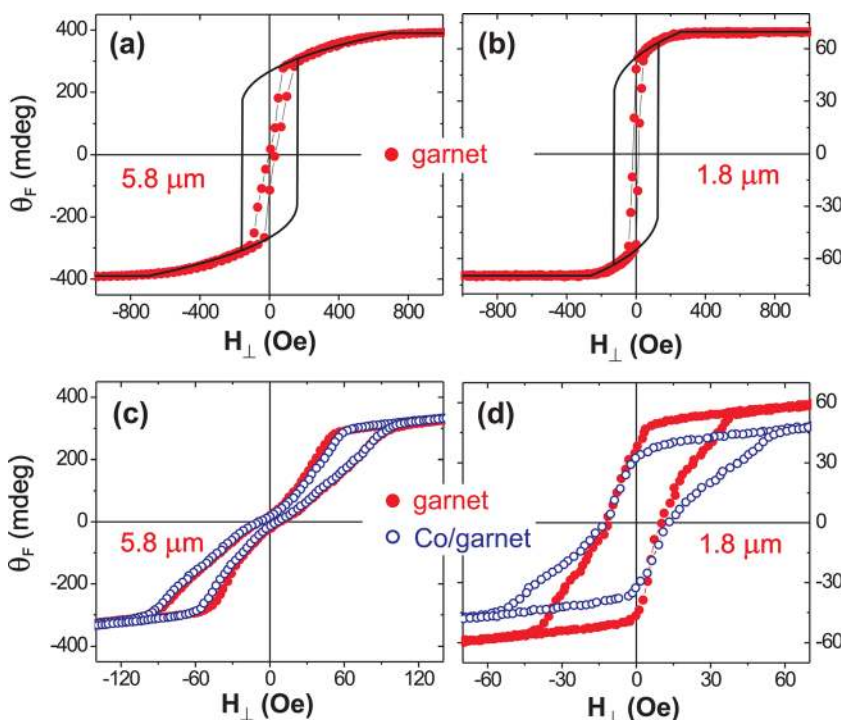 (a)
(b)
400
200
0
-200
-400
60
30
0
-30
-60
θF (mdeg)
garnet
5.8 μm
1.8 μm
-800 -400 0 400 800
-800 -400 0 400 800
H⊥ (Oe)
H⊥ (Oe)
(c)
(d)
400
200
0
-200
-400
60
30
0
-30
-60
θF (mdeg)
garnet
Co/garnet
5.8 μm
1.8 μm
-120 -60 0 60 120
-60 -30 0 30 60
H⊥ (Oe)
H⊥ (Oe)